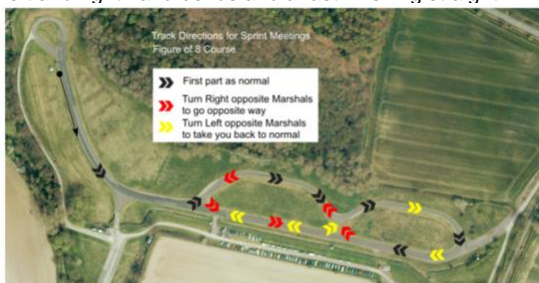 Track Directions for Sprint Meetings
Figure of 8 Course
First part as normal
Turn Right opposite Marshals
to go opposite way
Turn Left opposite Marshals
to take you back to normal